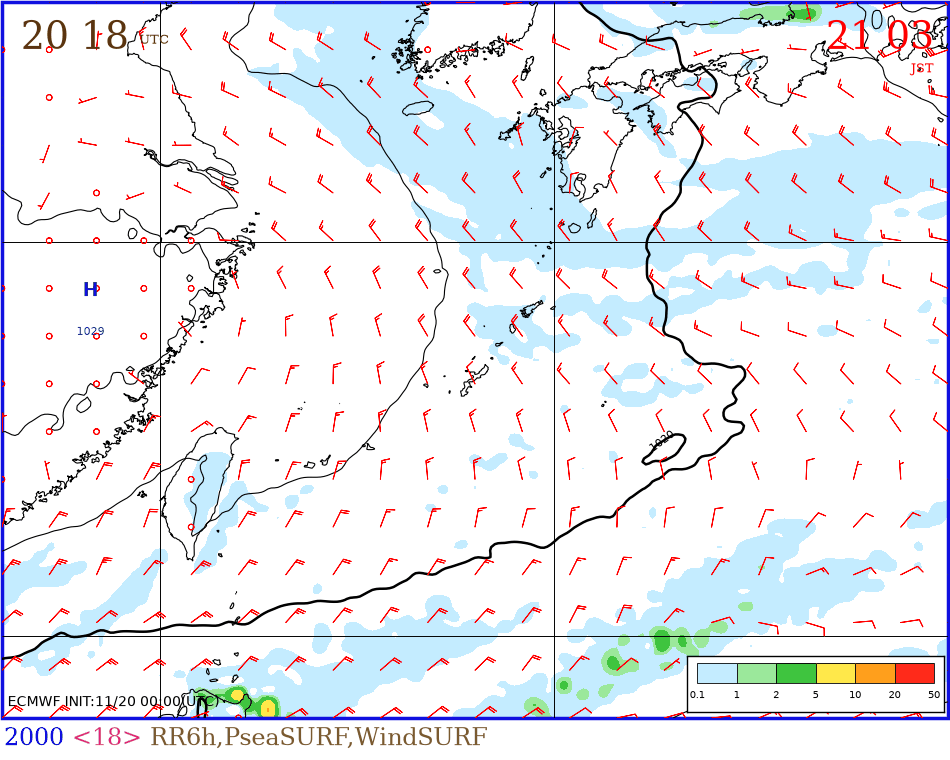 20 18 UTC
21 03
JST
H
1029
1020
ECMWF INIT:11/20 00:00(UTC)
0.1 1 2 5 10 20 50
2000 <18> RR6h,PseaSURF,WindSURF